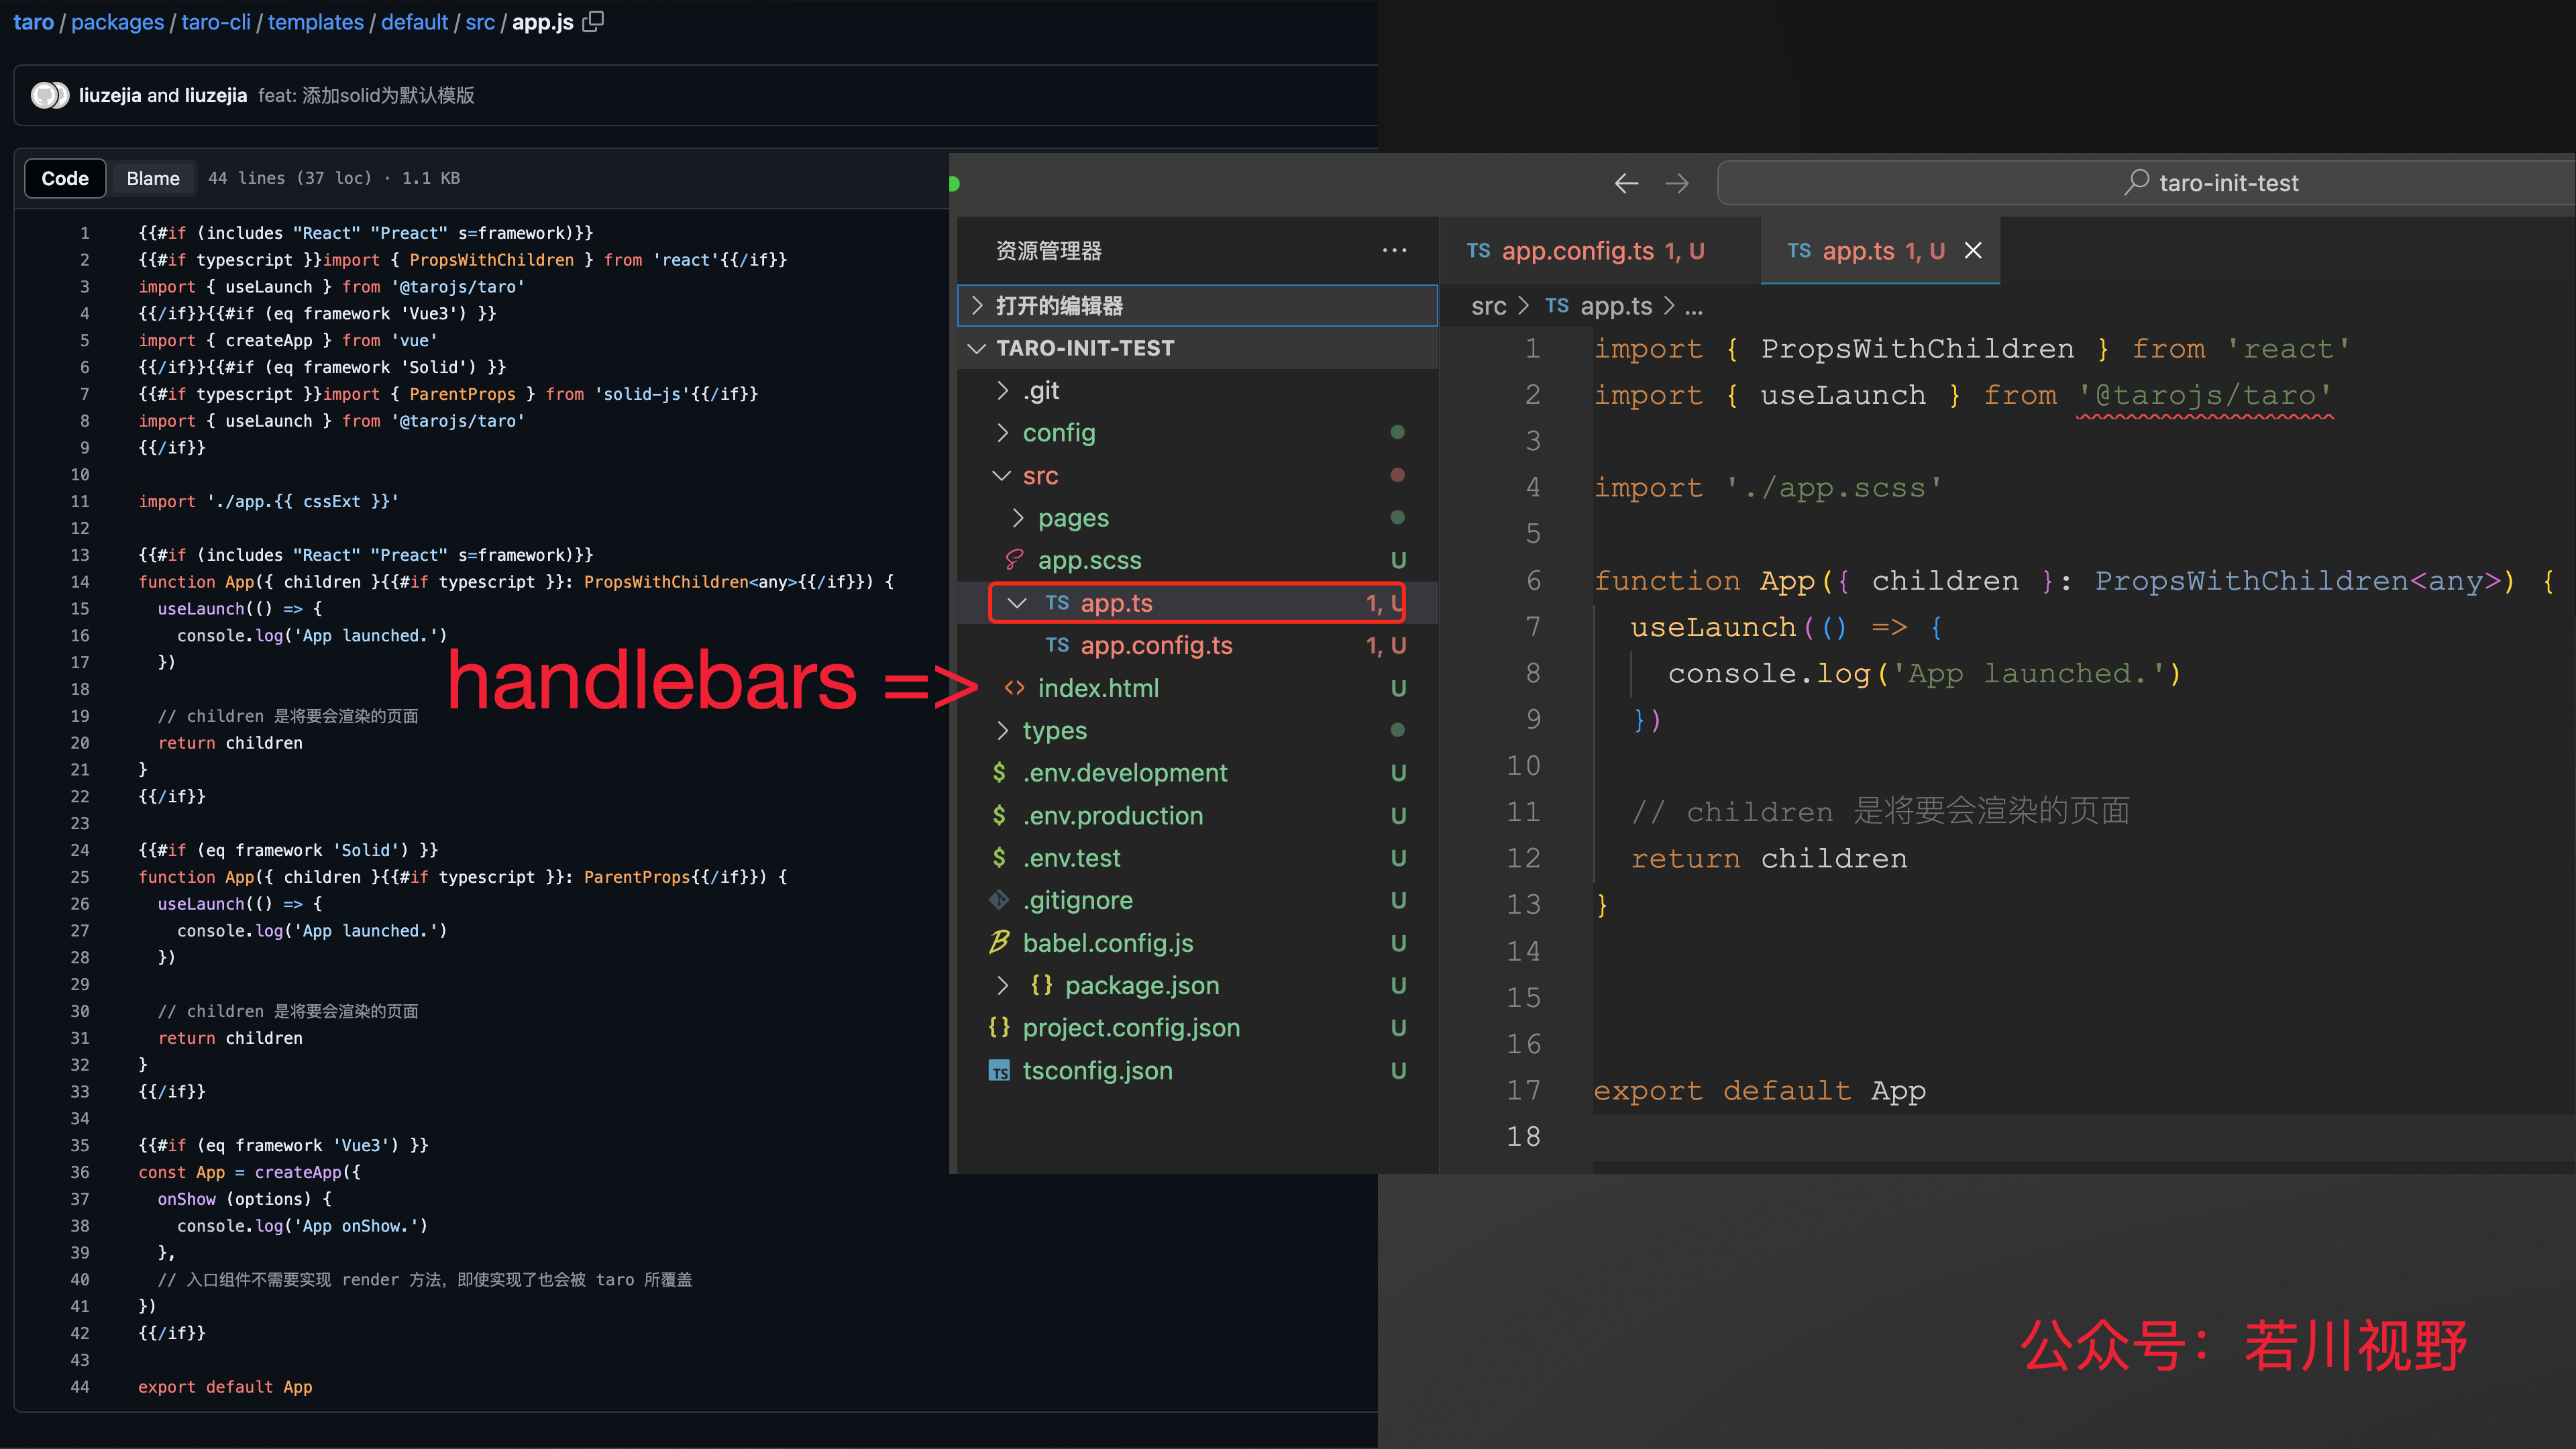 taro / packages / taro-cli / templates / default / src / app.js
liuzejia and liuzejia feat: 添加solid为默认模版
Code Blame 44 lines (37 loc) · 1.1 KB
1 {{#if (includes "React" "Preact" s=framework)}}
2 {{#if typescript }}import { PropsWithChildren } from 'react'{{/if}}
3 import { useLaunch } from '@tarojs/taro'
4 {{/if}}{{#if (eq framework 'Vue3') }}
5 import { createApp } from 'vue'
6 {{/if}}{{#if (eq framework 'Solid') }}
7 {{#if typescript }}import { ParentProps } from 'solid-js'{{/if}}
8 import { useLaunch } from '@tarojs/taro'
9 {{/if}}
10
11 import './app.{{ cssExt }}'
12
13 {{#if (includes "React" "Preact" s=framework)}}
14 function App({ children }{{#if typescript }}: PropsWithChildren<any>{{/if}}) {
15 useLaunch(() => {
16 console.log('App launched.')
17 })
18
19 // children 是将要会渲染的页面
20 return children
21 }
22 {{/if}}
23
24 {{#if (eq framework 'Solid') }}
25 function App({ children }{{#if typescript }}: ParentProps{{/if}}) {
26 useLaunch(() => {
27 console.log('App launched.')
28 })
29
30 // children 是将要会渲染的页面
31 return children
32 }
33 {{/if}}
34
35 {{#if (eq framework 'Vue3') }}
36 const App = createApp({
37 onShow (options) {
38 console.log('App onShow.')
39 },
40 // 入口组件不需要实现 render 方法，即使实现了也会被 taro 所覆盖
41 })
42 {{/if}}
43
44 export default App
handlebars =>
taro-init-test
资源管理器 ···
打开的编辑器
TARO-INIT-TEST
.git
config
src
pages
app.scss U
TS app.ts 1, U
TS app.config.ts 1, U
<> index.html U
types
$ .env.development U
$ .env.production U
$ .env.test U
.gitignore U
babel.config.js U
{} package.json U
{} project.config.json U
TS tsconfig.json U
TS app.config.ts 1, U TS app.ts 1, U
src > TS app.ts > ...
1 import { PropsWithChildren } from 'react'
2 import { useLaunch } from '@tarojs/taro'
3
4 import './app.scss'
5
6 function App({ children }: PropsWithChildren<any>) {
7 useLaunch(() => {
8 console.log('App launched.')
9 })
10
11 // children 是将要会渲染的页面
12 return children
13 }
14
15
16
17 export default App
18
公众号：若川视野